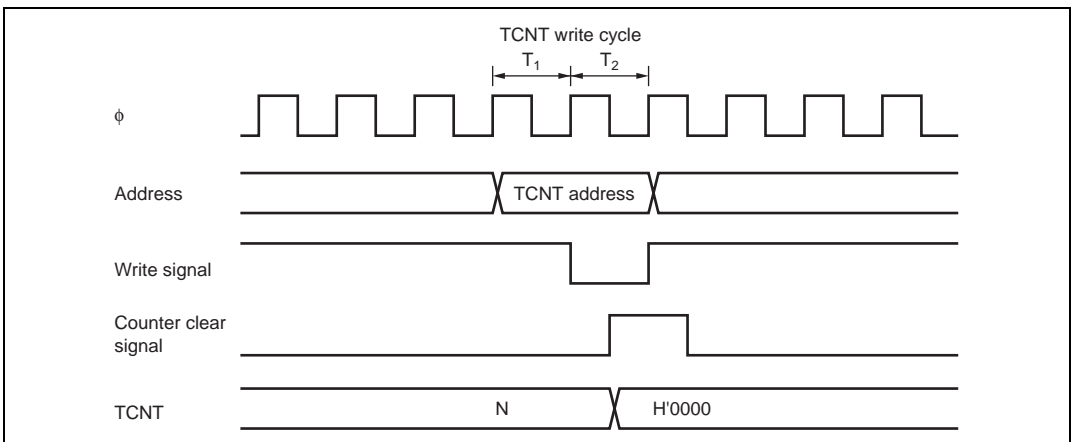 TCNT write cycle
T₁ T₂
φ
Address
TCNT address
Write signal
Counter clear
signal
TCNT
N
H'0000